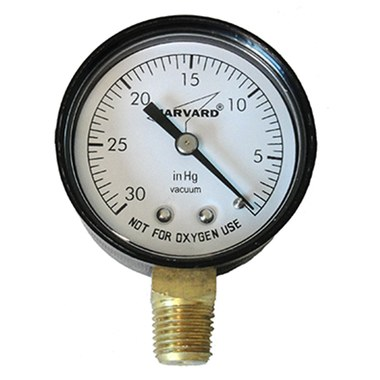 15
20
10
HARVARD
25
5
in Hg
30
vacuum
NOT FOR OXYGEN USE